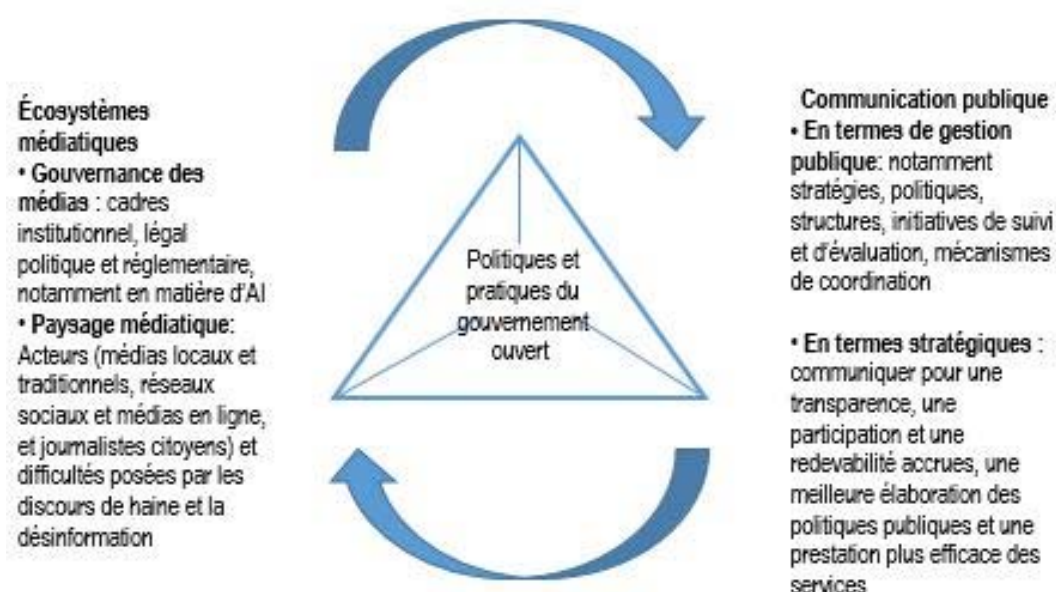 Écosystèmes
médiatiques
• Gouvernance des
médias : cadres
institutionnel, légal
politique et réglementaire,
notamment en matière d'AI
• Paysage médiatique:
Acteurs (médias locaux et
traditionnels, réseaux
sociaux et médias en ligne,
et journalistes citoyens) et
difficultés posées par les
discours de haine et la
désinformation
Politiques et
pratiques du
gouvernement
ouvert
Communication publique
• En termes de gestion
publique: notamment
stratégies, politiques,
structures, initiatives de suivi
et d'évaluation, mécanismes
de coordination
• En termes stratégiques :
communiquer pour une
transparence, une
participation et une
redevabilité accrues, une
meilleure élaboration des
politiques publiques et une
prestation plus efficace des
services